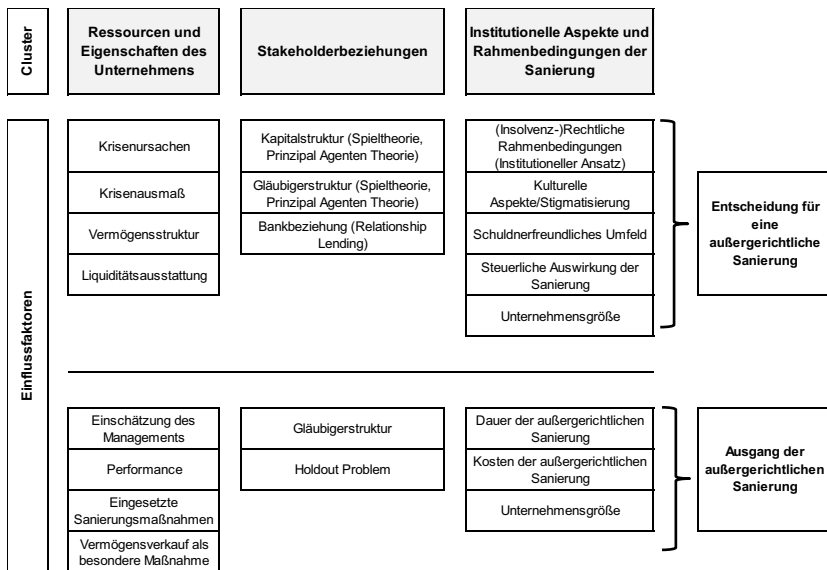 Cluster
Ressourcen und
Eigenschaften des
Unternehmens
Stakeholderbeziehungen
Institutionelle Aspekte und
Rahmenbedingungen der
Sanierung
Einflussfaktoren
Krisenursachen
Krisenausmaß
Vermögensstruktur
Liquiditätsausstattung
Kapitalstruktur (Spieltheorie,
Prinzipal Agenten Theorie)
Gläubigerstruktur (Spieltheorie,
Prinzipal Agenten Theorie)
Bankbeziehung (Relationship
Lending)
(Insolvenz-)Rechtliche
Rahmenbedingungen
(Institutioneller Ansatz)
Kulturelle
Aspekte/Stigmatisierung
Schuldnerfreundliches Umfeld
Steuerliche Auswirkung der
Sanierung
Unternehmensgröße
Entscheidung für
eine
außergerichtliche
Sanierung
Einschätzung des
Managements
Performance
Eingesetzte
Sanierungsmaßnahmen
Vermögensverkauf als
besondere Maßnahme
Gläubigerstruktur
Holdout Problem
Dauer der außergerichtlichen
Sanierung
Kosten der außergerichtlichen
Sanierung
Unternehmensgröße
Ausgang der
außergerichtlichen
Sanierung